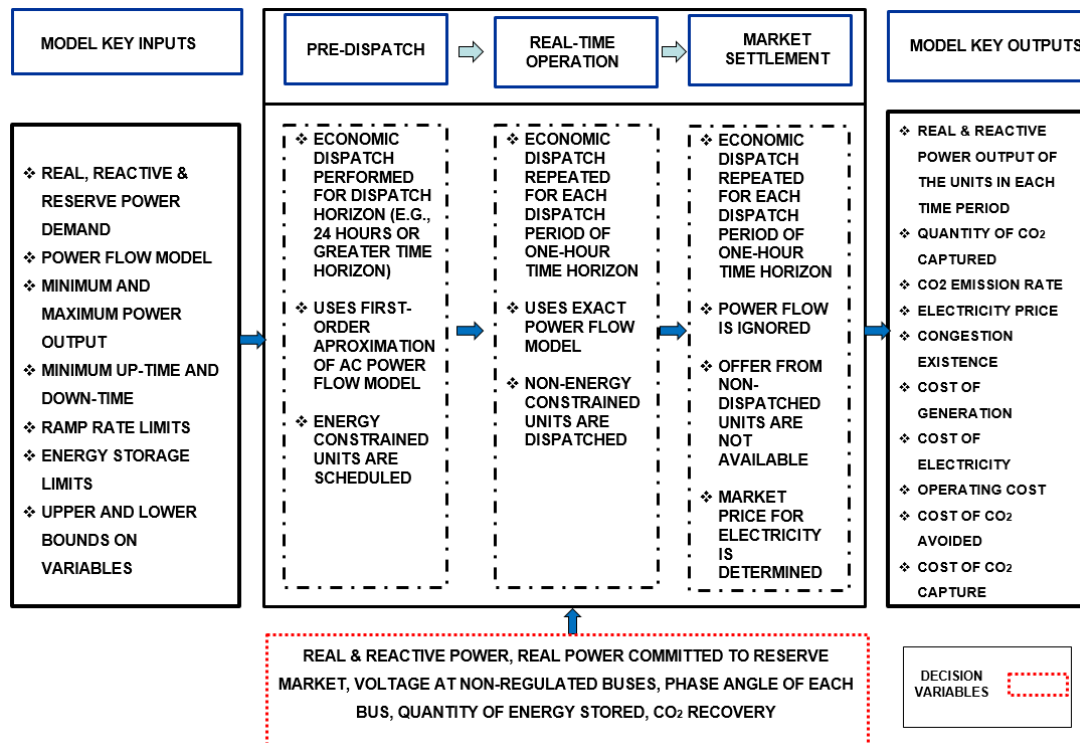 MODEL KEY INPUTS
PRE-DISPATCH
REAL-TIME
OPERATION
MARKET
SETTLEMENT
MODEL KEY OUTPUTS
❖ REAL, REACTIVE &
RESERVE POWER
DEMAND
❖ POWER FLOW MODEL
❖ MINIMUM AND
MAXIMUM POWER
OUTPUT
❖ MINIMUM UP-TIME AND
DOWN-TIME
❖ RAMP RATE LIMITS
❖ ENERGY STORAGE
LIMITS
❖ UPPER AND LOWER
BOUNDS ON
VARIABLES
❖ ECONOMIC
DISPATCH
PERFORMED
FOR DISPATCH
HORIZON (E.G.,
24 HOURS OR
GREATER TIME
HORIZON)
❖ USES FIRST-
ORDER
APROXIMATION
OF AC POWER
FLOW MODEL
❖ ENERGY
CONSTRAINED
UNITS ARE
SCHEDULED
❖ ECONOMIC
DISPATCH
REPEATED
FOR EACH
DISPATCH
PERIOD OF
ONE-HOUR
TIME HORIZON
❖ USES EXACT
POWER FLOW
MODEL
❖ NON-ENERGY
CONSTRAINED
UNITS ARE
DISPATCHED
❖ ECONOMIC
DISPATCH
REPEATED
FOR EACH
DISPATCH
PERIOD OF
ONE-HOUR
TIME HORIZON
❖ POWER FLOW
IS IGNORED
❖ OFFER FROM
NON-
DISPATCHED
UNITS ARE
NOT
AVAILABLE
❖ MARKET
PRICE FOR
ELECTRICITY
IS
DETERMINED
❖ REAL & REACTIVE
POWER OUTPUT OF
THE UNITS IN EACH
TIME PERIOD
❖ QUANTITY OF CO₂
CAPTURED
❖ CO2 EMISSION RATE
❖ ELECTRICITY PRICE
❖ CONGESTION
EXISTENCE
❖ COST OF
GENERATION
❖ COST OF
ELECTRICITY
❖ OPERATING COST
❖ COST OF CO₂
AVOIDED
❖ COST OF CO₂
CAPTURE
REAL & REACTIVE POWER, REAL POWER COMMITTED TO RESERVE
MARKET, VOLTAGE AT NON-REGULATED BUSES, PHASE ANGLE OF EACH
BUS, QUANTITY OF ENERGY STORED, CO₂ RECOVERY
DECISION
VARIABLES